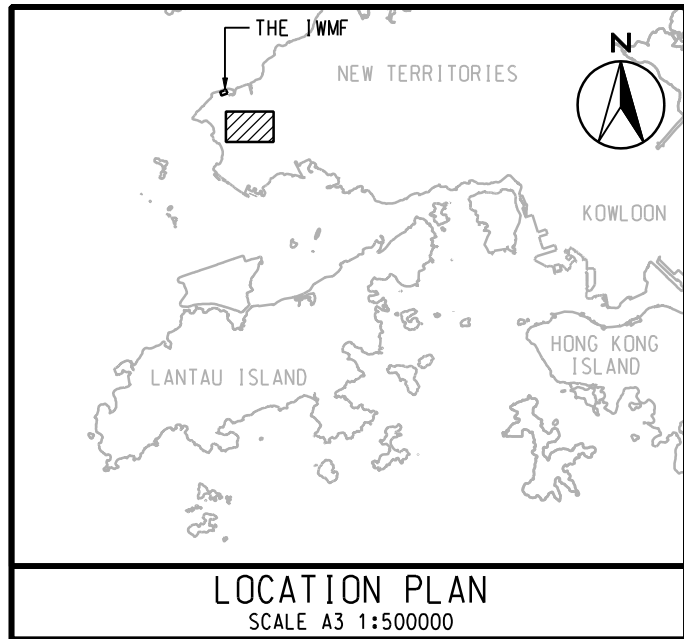 THE IWMF
N
NEW TERRITORIES
KOWLOON
HONG KONG
ISLAND
LANTAU ISLAND
LOCATION PLAN
SCALE A3 1:500000